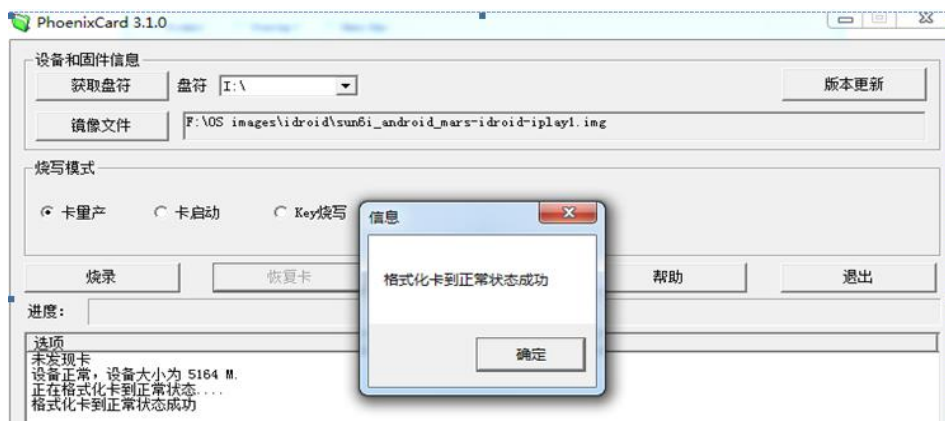 PhoenixCard 3.1.0
设备和固件信息
获取盘符 盘符 I:\ 版本更新
镜像文件 F:\OS images\idroid\sun6i_android_mars-idroid-iplay1.img
烧写模式
卡量产 卡启动 Key烧写
信息
格式化卡到正常状态成功
确定
烧录 恢复卡 帮助 退出
进度:
选项
未发现卡
设备正常,设备大小为 5164 M.
正在格式化卡到正常状态....
格式化卡到正常状态成功